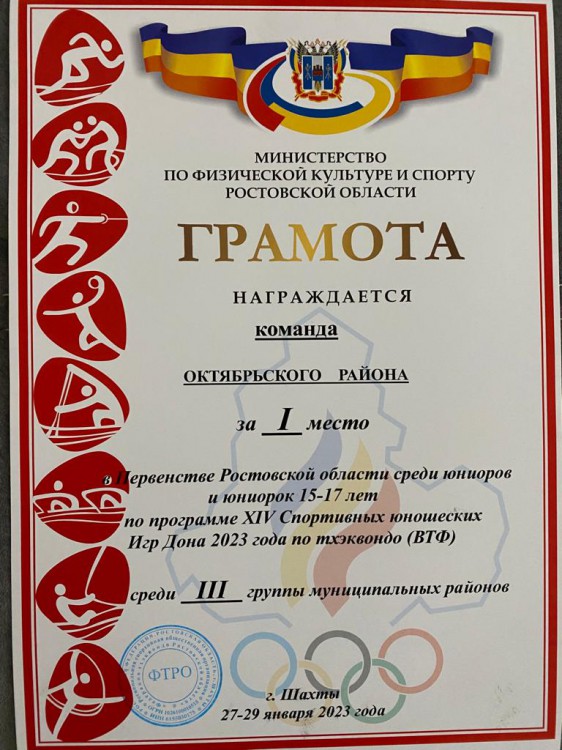 МИНИСТЕРСТВО
ПО ФИЗИЧЕСКОЙ КУЛЬТУРЕ И СПОРТУ
РОСТОВСКОЙ ОБЛАСТИ
ГРАМОТА
НАГРАЖДАЕТСЯ
команда
ОКТЯБРЬСКОГО РАЙОНА
за I место
в Первенстве Ростовской области среди юниоров
и юниорок 15-17 лет
по программе XIV Спортивных юношеских
Игр Дона 2023 года по тхэквондо (ВТФ)
среди III группы муниципальных районов
ФТРО
г. Шахты
27-29 января 2023 года